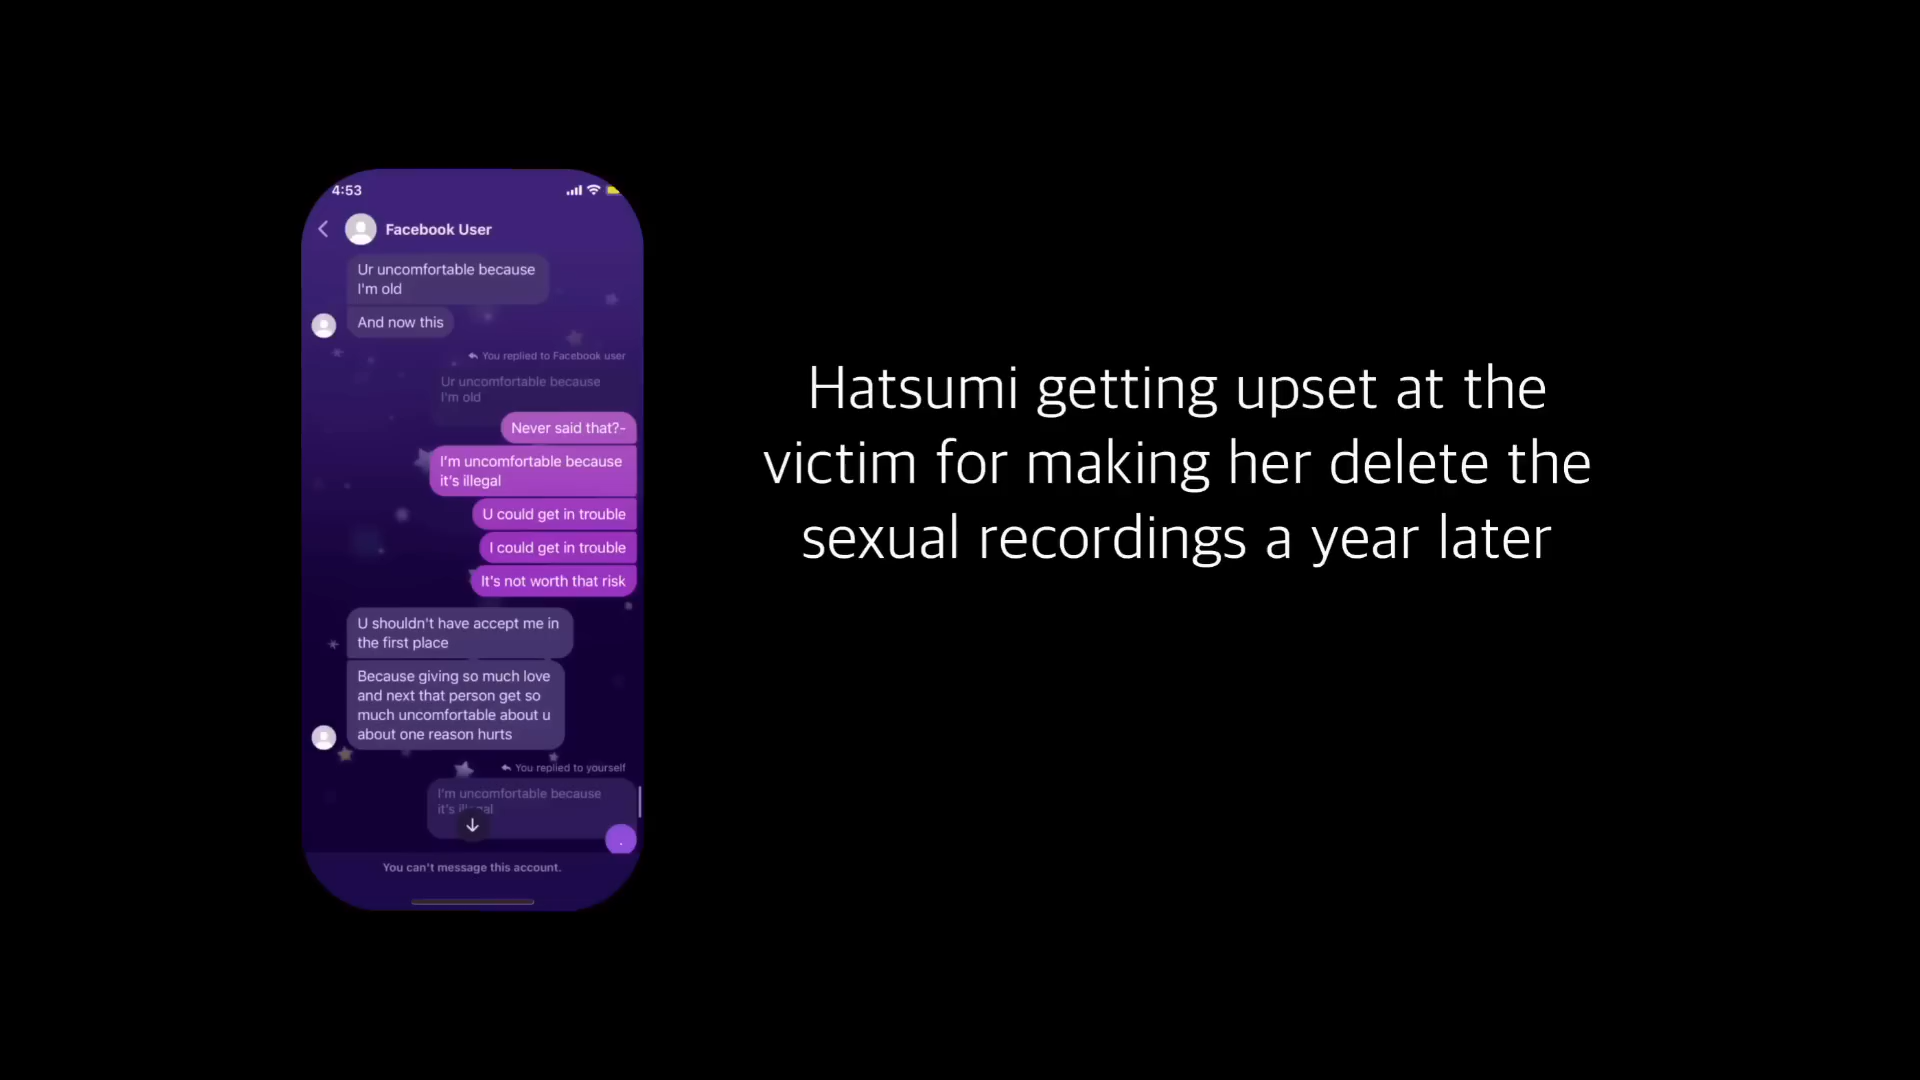 4:53
Facebook User
Ur uncomfortable because
I'm old
And now this
You replied to Facebook user
Ur uncomfortable because
I'm old
Never said that?-
I'm uncomfortable because
it's illegal
U could get in trouble
I could get in trouble
It's not worth that risk
U shouldn't have accept me in
the first place
Because giving so much love
and next that person get so
much uncomfortable about u
about one reason hurts
You replied to yourself
I'm uncomfortable because
it's illegal
.
You can't message this account.
Hatsumi getting upset at the
victim for making her delete the
sexual recordings a year later